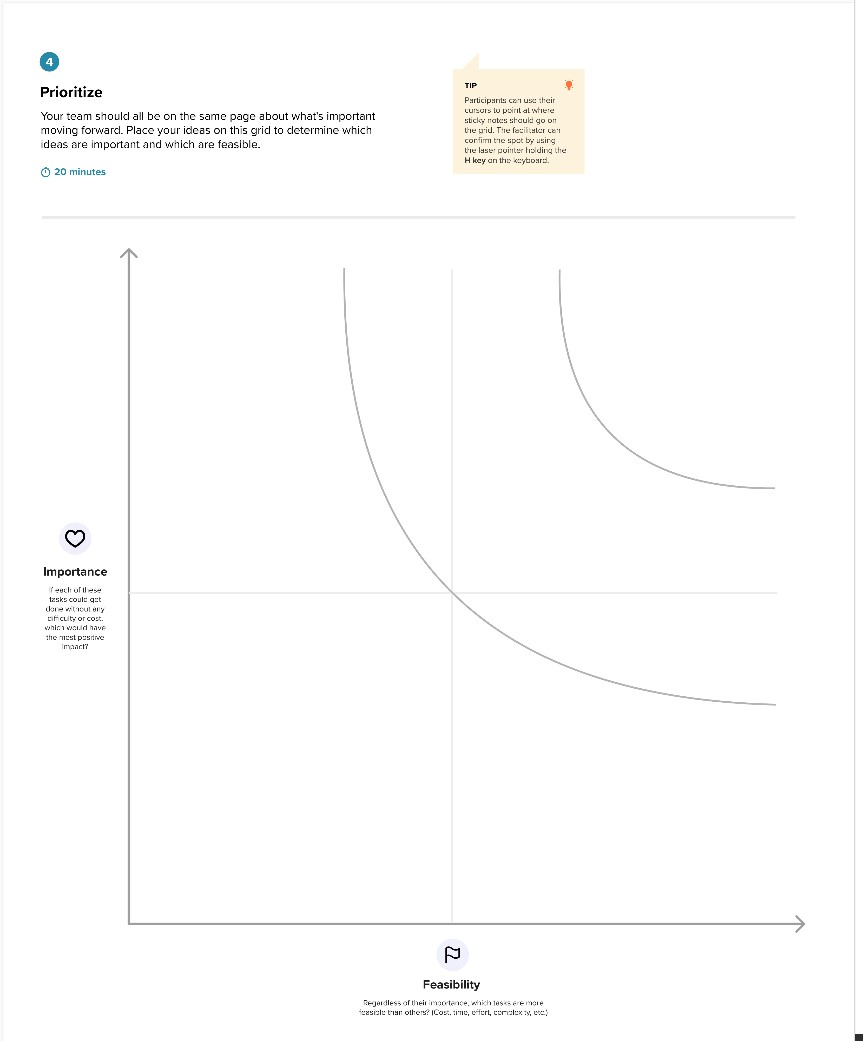 4
Prioritize
Your team should all be on the same page about what's important
moving forward. Place your ideas on this grid to determine which
ideas are important and which are feasible.
20 minutes
TIP
Participants can use their
cursors to point at where
sticky notes should go on
the grid. The facilitator can
confirm the spot by using
the laser pointer holding the
H key on the keyboard.
Importance
If each of these
tasks could get
done without any
difficulty or cost,
which would have
the most positive
impact?
Feasibility
Regardless of their importance, which tasks are more
feasible than others? (Cost, time, effort, complexity, etc.)